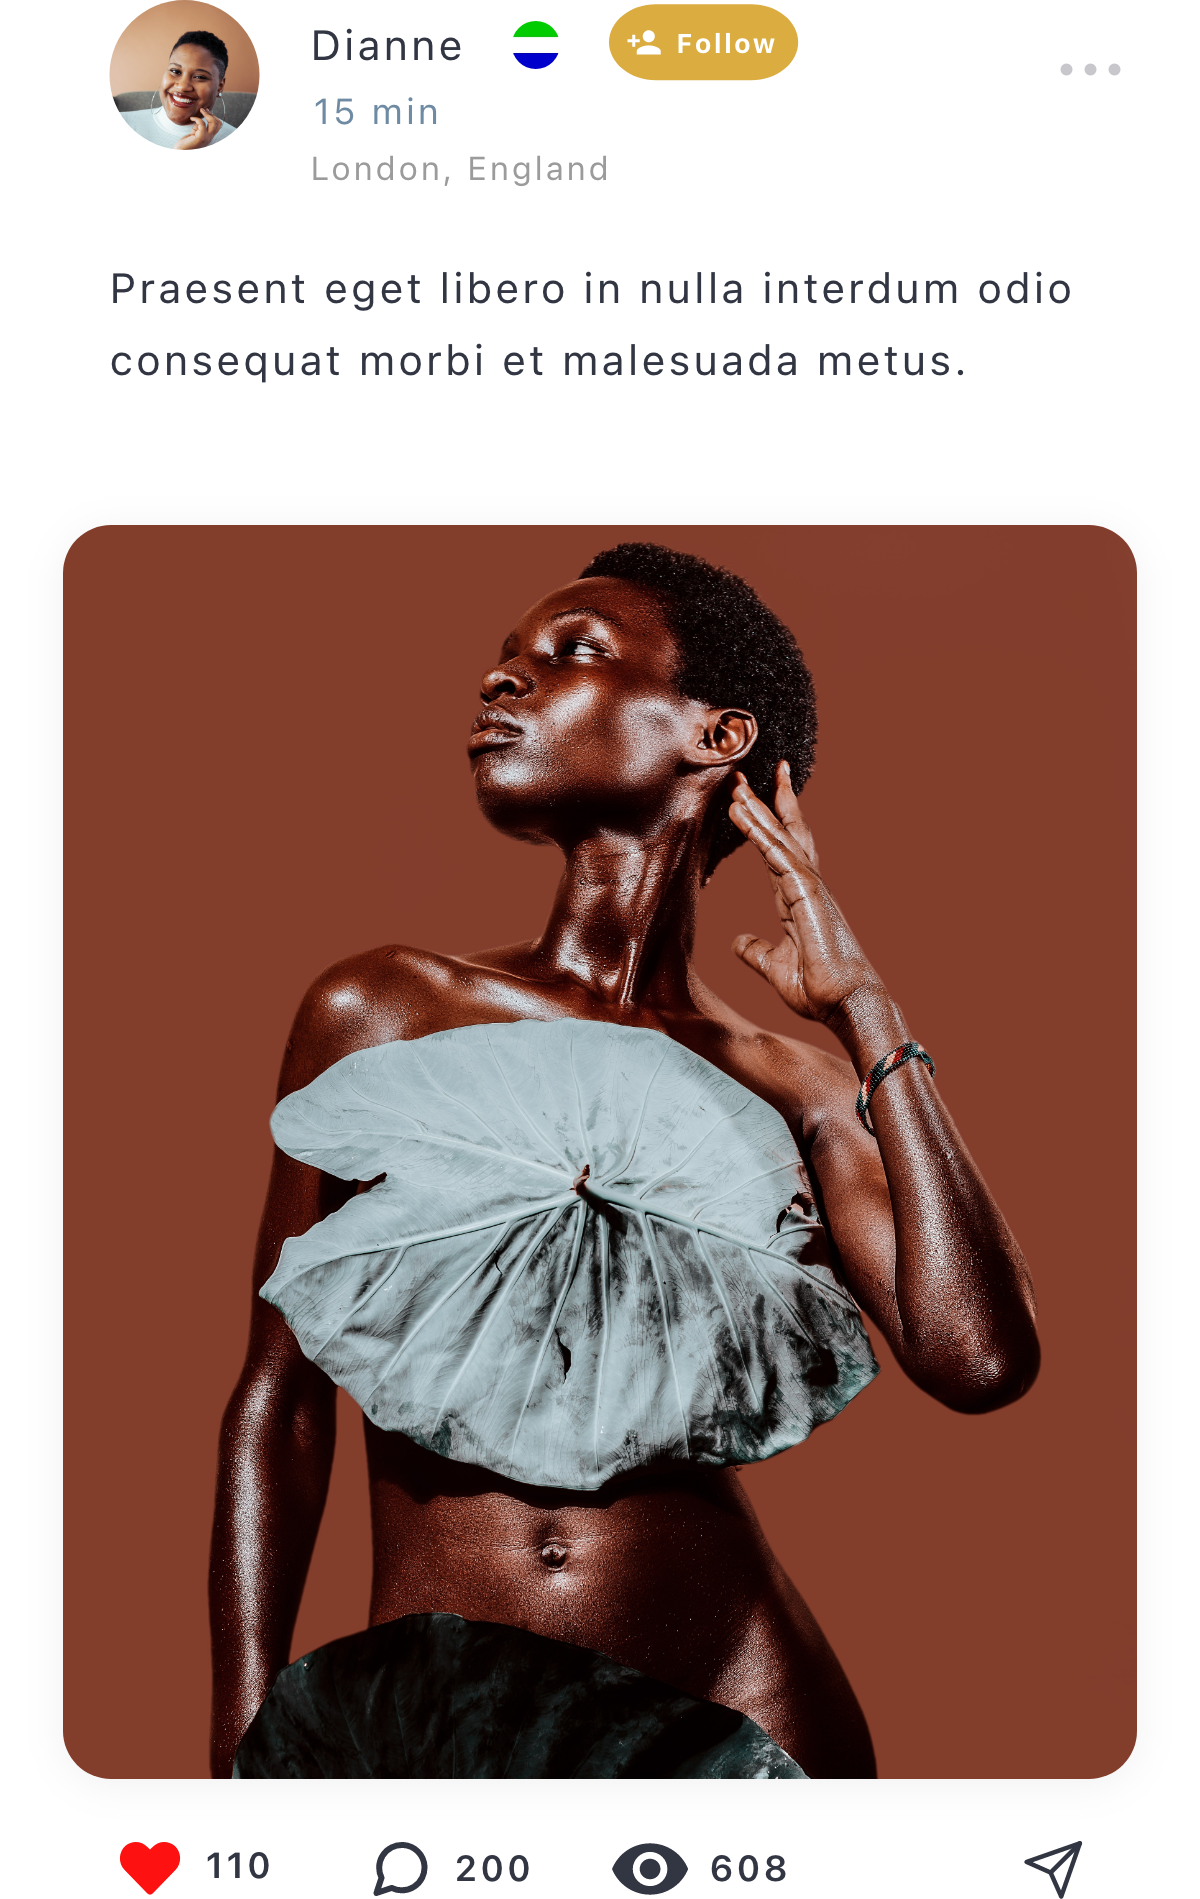 Dianne
Follow
15 min
London, England
Praesent eget libero in nulla interdum odio
consequat morbi et malesuada metus.
110
200
608